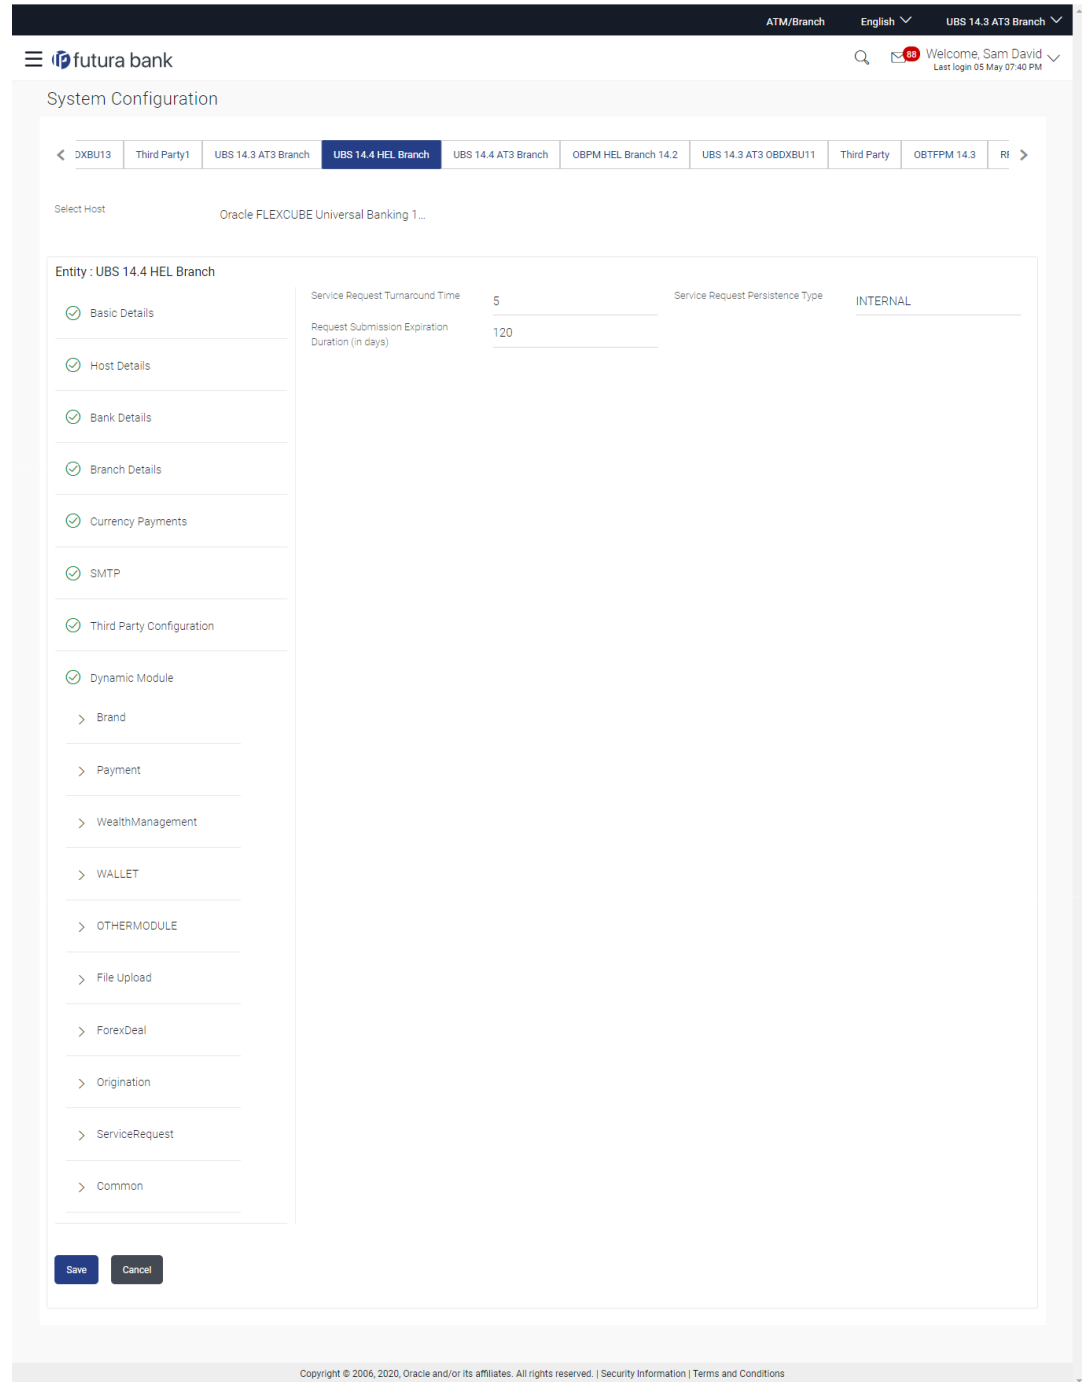 ATM/Branch English UBS 14.3 AT3 Branch
futura bank 88 Welcome, Sam David
Last login 05 May 07:40 PM
System Configuration
DXBU13 Third Party1 UBS 14.3 AT3 Branch UBS 14.4 HEL Branch UBS 14.4 AT3 Branch OBPM HEL Branch 14.2 UBS 14.3 AT3 OBDXBU11 Third Party OBTFPM 14.3
Select Host Oracle FLEXCUBE Universal Banking 1...
Entity : UBS 14.4 HEL Branch
Service Request Turnaround Time 5 Service Request Persistence Type INTERNAL
Request Submission Expiration
Duration (in days) 120
Basic Details
Host Details
Bank Details
Branch Details
Currency Payments
SMTP
Third Party Configuration
Dynamic Module
Brand
Payment
WealthManagement
WALLET
OTHERMODULE
File Upload
ForexDeal
Origination
ServiceRequest
Common
Save Cancel
Copyright © 2006, 2020, Oracle and/or its affiliates. All rights reserved. | Security Information | Terms and Conditions